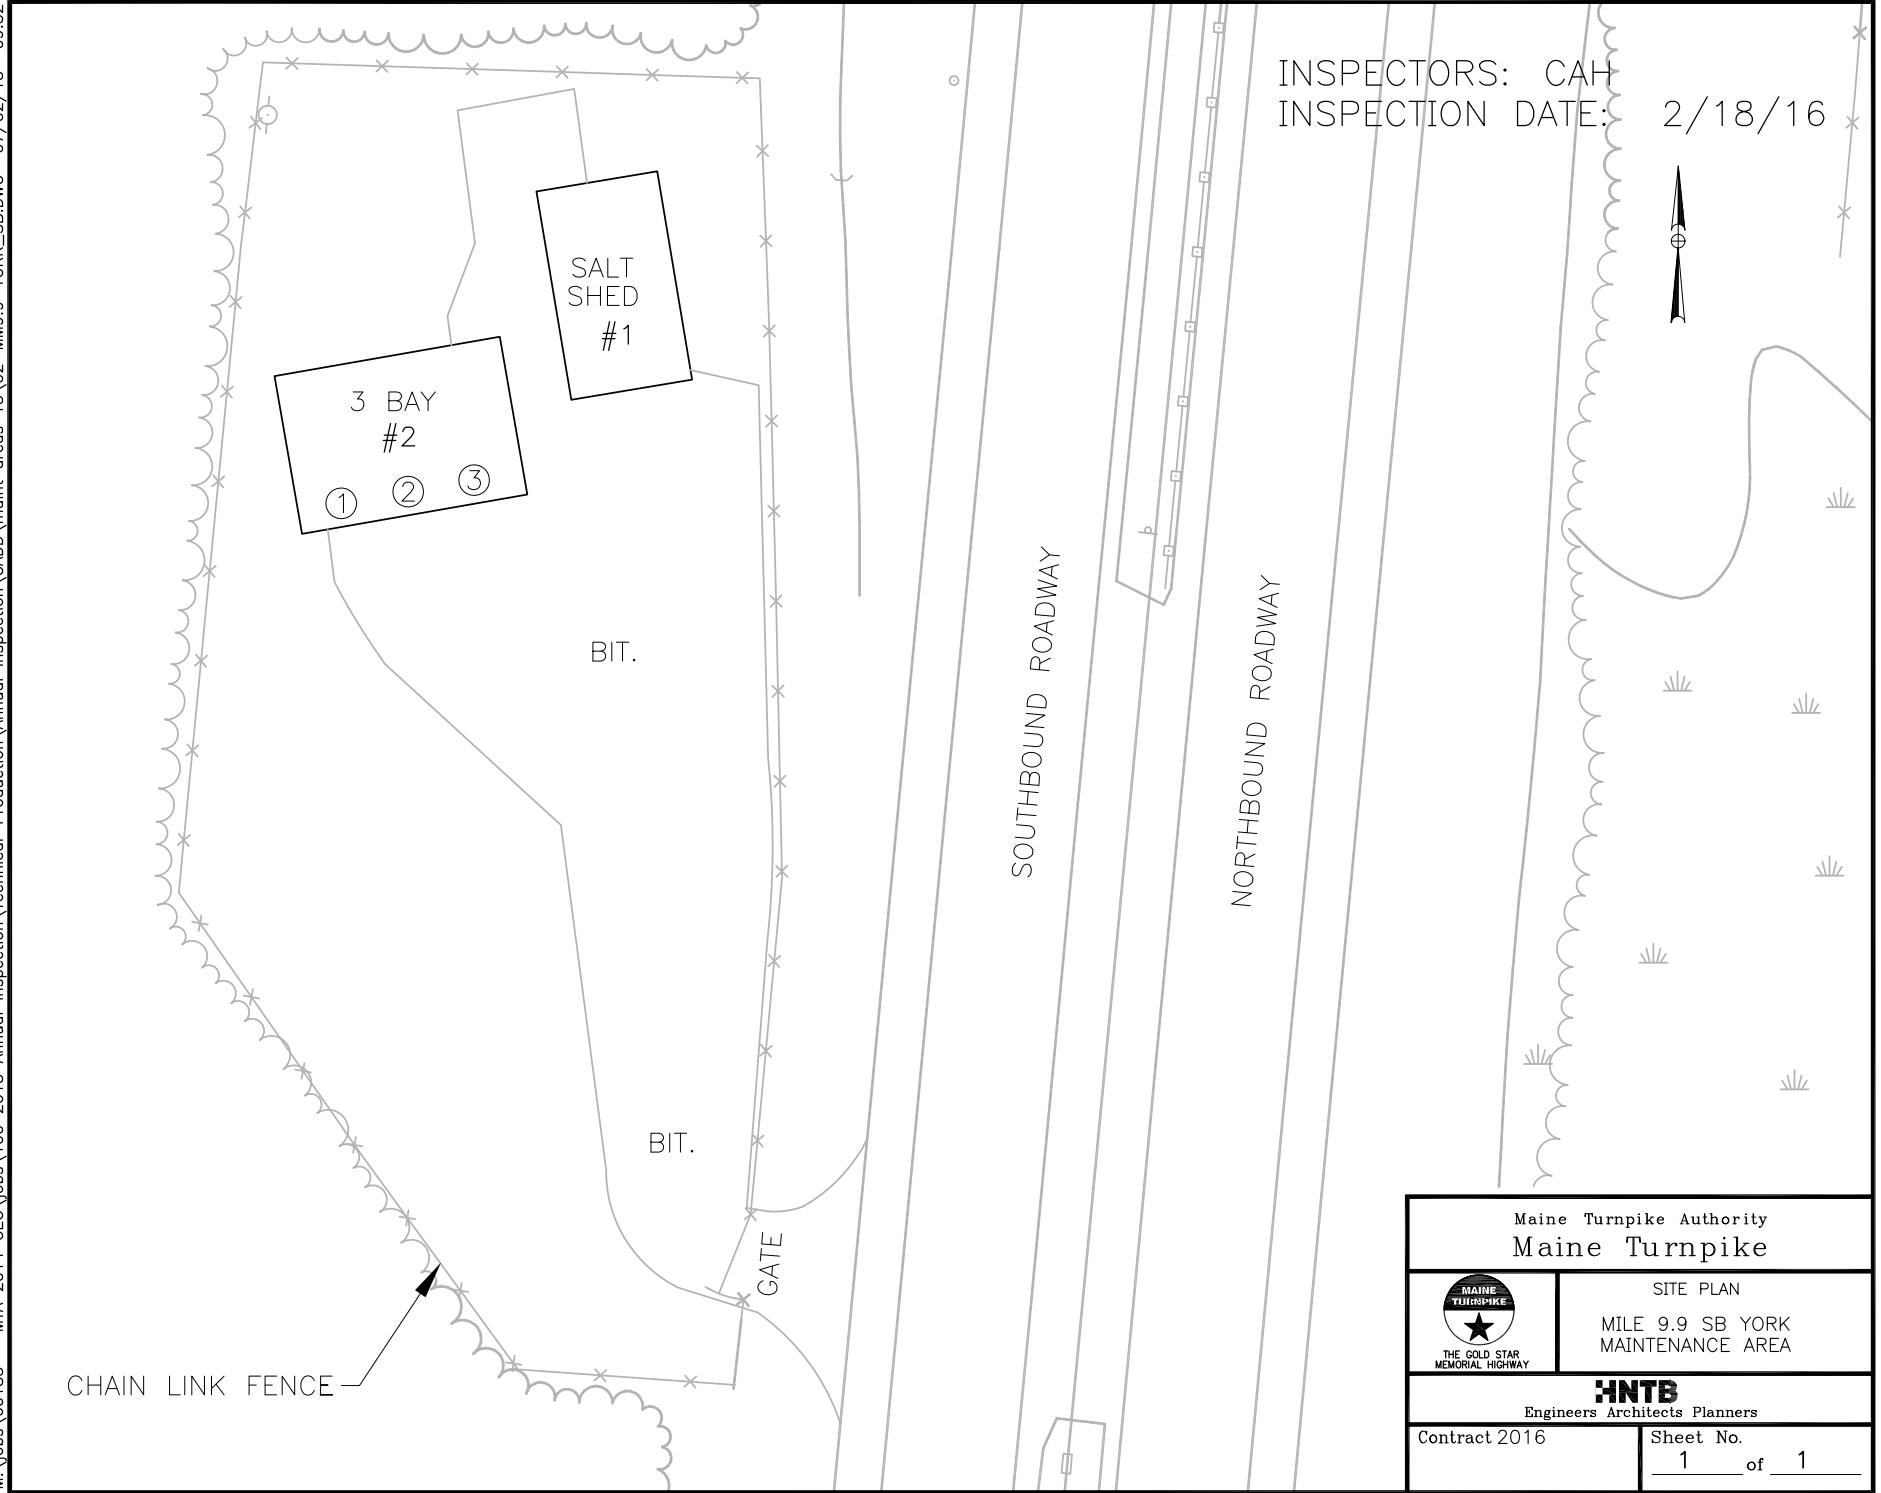 INSPECTORS: CAH
INSPECTION DATE: 2/18/16
SALT
SHED
#1
3 BAY
#2
1 2 3
BIT.
SOUTHBOUND ROADWAY
NORTHBOUND ROADWAY
BIT.
GATE
CHAIN LINK FENCE
Maine Turnpike Authority
Maine Turnpike
MAINE
TURNPIKE
THE GOLD STAR
MEMORIAL HIGHWAY
SITE PLAN
MILE 9.9 SB YORK
MAINTENANCE AREA
HNTB
Engineers Architects Planners
Contract 2016
Sheet No.
1 of 1